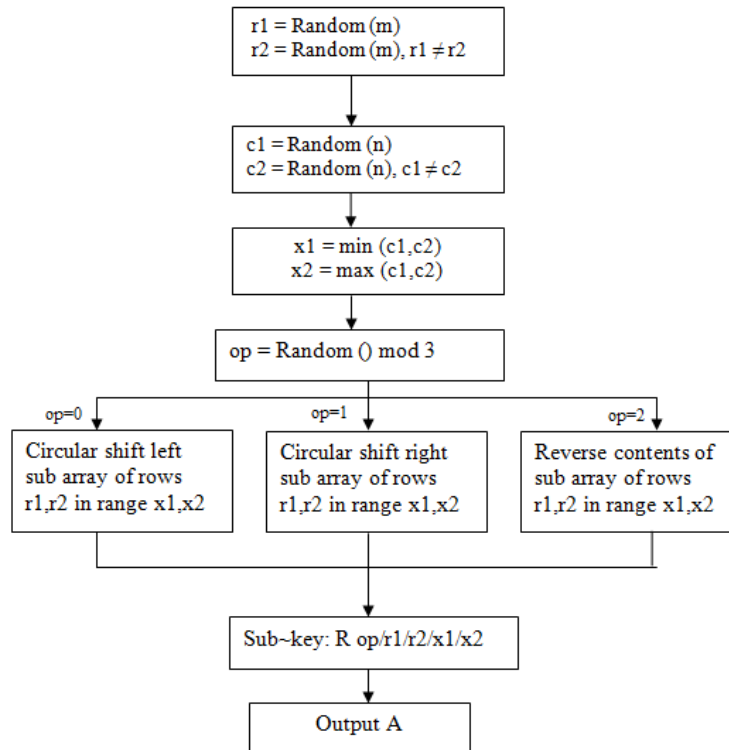 r1 = Random (m)
r2 = Random (m), r1 ≠ r2
c1 = Random (n)
c2 = Random (n), c1 ≠ c2
x1 = min (c1,c2)
x2 = max (c1,c2)
op = Random () mod 3
op=0
op=1
op=2
Circular shift left
sub array of rows
r1,r2 in range x1,x2
Circular shift right
sub array of rows
r1,r2 in range x1,x2
Reverse contents of
sub array of rows
r1,r2 in range x1,x2
Sub~key: R op/r1/r2/x1/x2
Output A